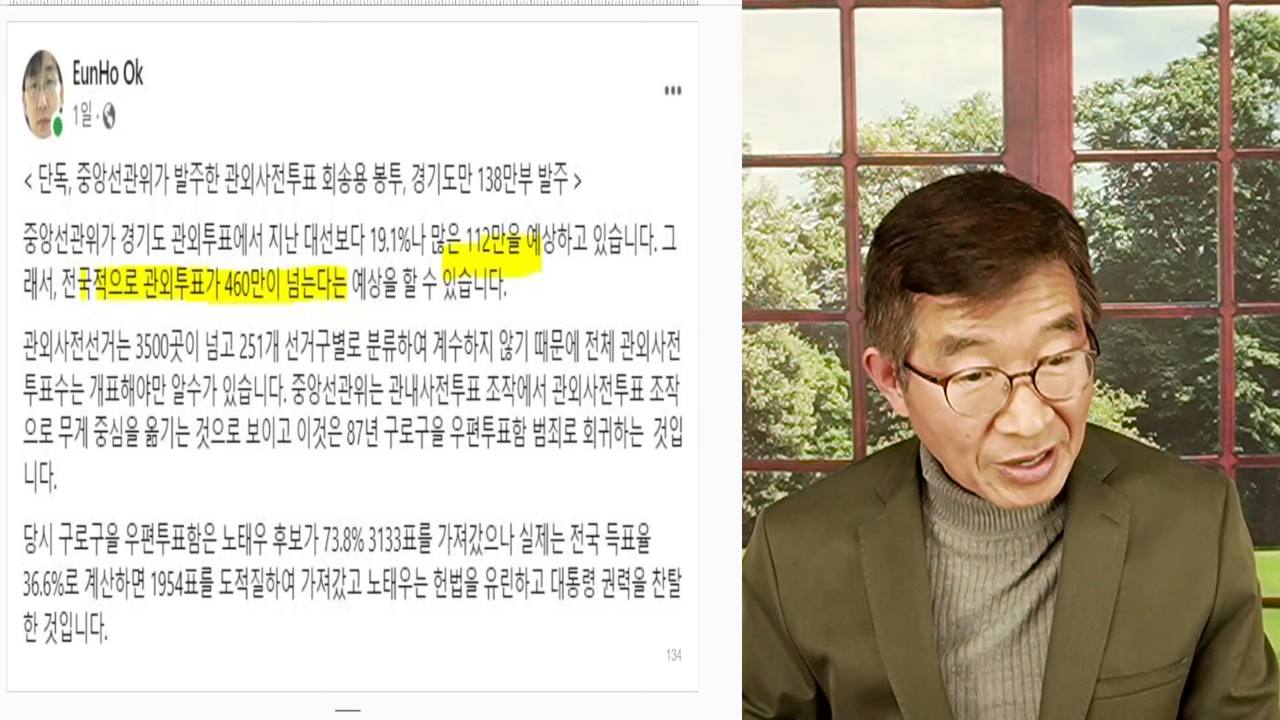 EunHo Ok
1일 ·
< 단독, 중앙선관위가 발주한 관외사전투표 회송용 봉투, 경기도만 138만부 발주 >
중앙선관위가 경기도 관외투표에서 지난 대선보다 19.1%나 많은 112만을 예상하고 있습니다. 그
래서, 전국적으로 관외투표가 460만이 넘는다는 예상을 할 수 있습니다.
관외사전선거는 3500곳이 넘고 251개 선거구별로 분류하여 계수하지 않기 때문에 전체 관외사전
투표수는 개표해야만 알수가 있습니다. 중앙선관위는 관내사전투표 조작에서 관외사전투표 조작
으로 무게 중심을 옮기는 것으로 보이고 이것은 87년 구로구을 우편투표함 범죄로 회귀하는 것입
니다.
당시 구로구을 우편투표함은 노태우 후보가 73.8% 3133표를 가져갔으나 실제는 전국 득표율
36.6%로 계산하면 1954표를 도적질하여 가져갔고 노태우는 헌법을 유린하고 대통령 권력을 찬탈
한 것입니다.
134